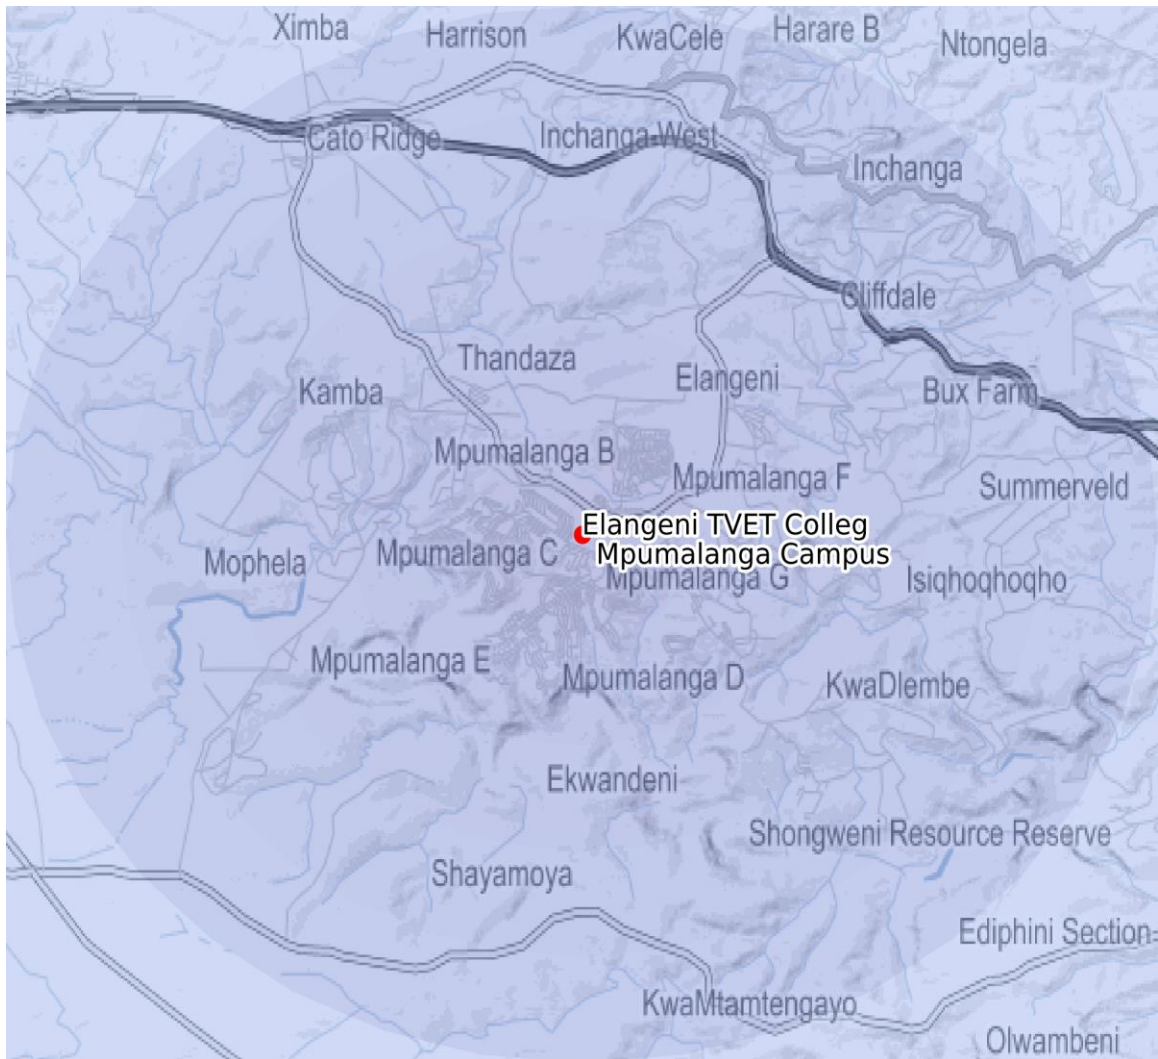 Ximba
Harrison
KwaCele
Harare B
Ntongela
Cato Ridge
Inchanga West
Inchanga
Cliffdale
Thandaza
Elangeni
Kamba
Bux Farm
Mpumalanga B
Mpumalanga F
Summerveld
Elangeni TVET Colleg
Mpumalanga Campus
Mophela
Mpumalanga C
Mpumalanga G
Isiqhoqhoqho
Mpumalanga E
Mpumalanga D
KwaDlembe
Ekwandeni
Shongweni Resource Reserve
Shayamoya
Ediphini Section
KwaMtamtengayo
Olwambeni